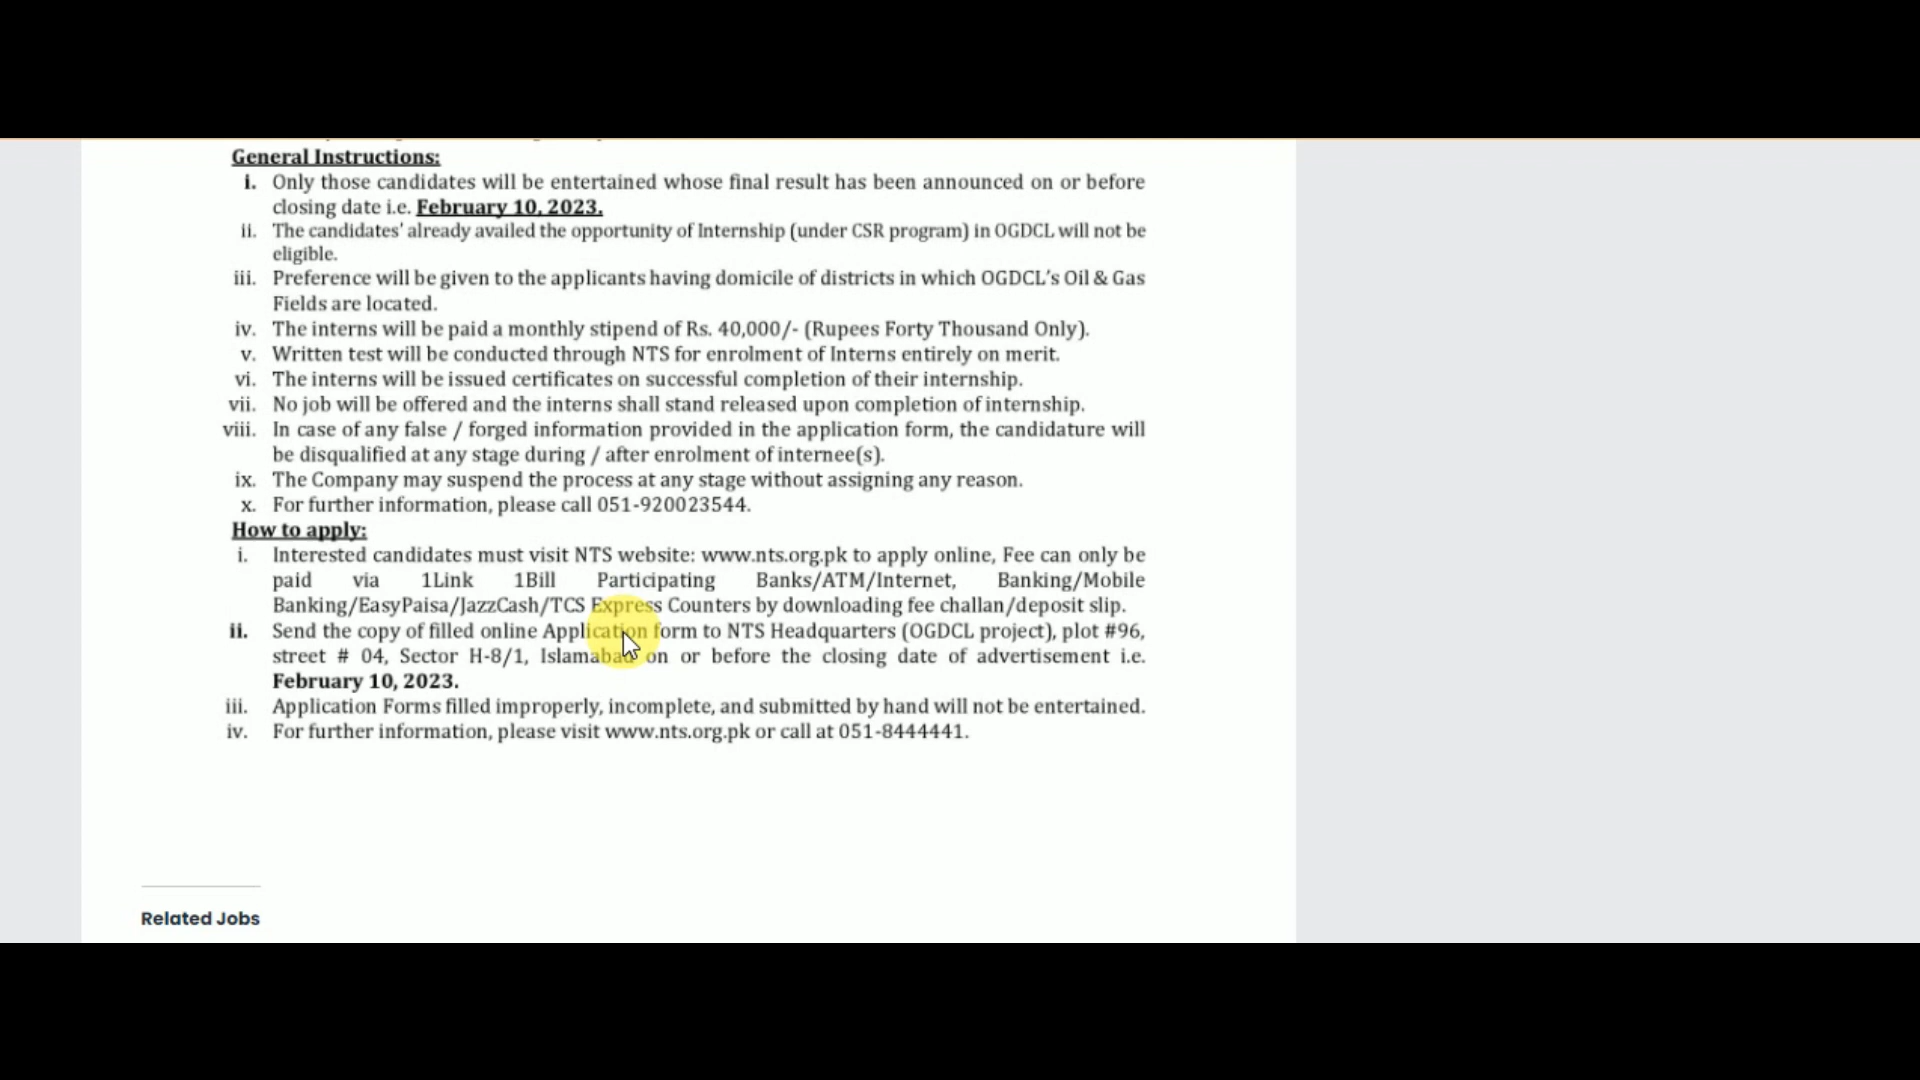 General Instructions:
i. Only those candidates will be entertained whose final result has been announced on or before
closing date i.e. February 10, 2023.
ii. The candidates' already availed the opportunity of Internship (under CSR program) in OGDCL will not be
eligible.
iii. Preference will be given to the applicants having domicile of districts in which OGDCL's Oil & Gas
Fields are located.
iv. The interns will be paid a monthly stipend of Rs. 40,000/- (Rupees Forty Thousand Only).
v. Written test will be conducted through NTS for enrolment of Interns entirely on merit.
vi. The interns will be issued certificates on successful completion of their internship.
vii. No job will be offered and the interns shall stand released upon completion of internship.
viii. In case of any false / forged information provided in the application form, the candidature will
be disqualified at any stage during / after enrolment of internee(s).
ix. The Company may suspend the process at any stage without assigning any reason.
x. For further information, please call 051-920023544.
How to apply:
i. Interested candidates must visit NTS website: www.nts.org.pk to apply online, Fee can only be
paid via 1Link 1Bill Participating Banks/ATM/Internet, Banking/Mobile
Banking/EasyPaisa/JazzCash/TCS Express Counters by downloading fee challan/deposit slip.
ii. Send the copy of filled online Application form to NTS Headquarters (OGDCL project), plot #96,
street # 04, Sector H-8/1, Islamabad on or before the closing date of advertisement i.e.
February 10, 2023.
iii. Application Forms filled improperly, incomplete, and submitted by hand will not be entertained.
iv. For further information, please visit www.nts.org.pk or call at 051-8444441.
Related Jobs